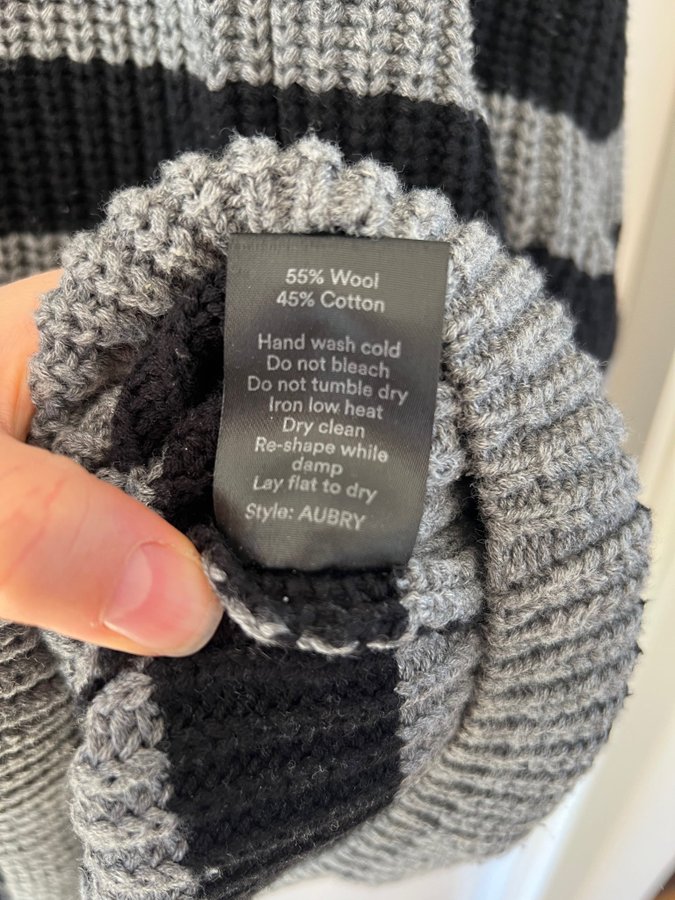 55% Wool
45% Cotton
Hand wash cold
Do not bleach
Do not tumble dry
Iron low heat
Dry clean
Re-shape while
damp
Lay flat to dry
Style: AUBRY